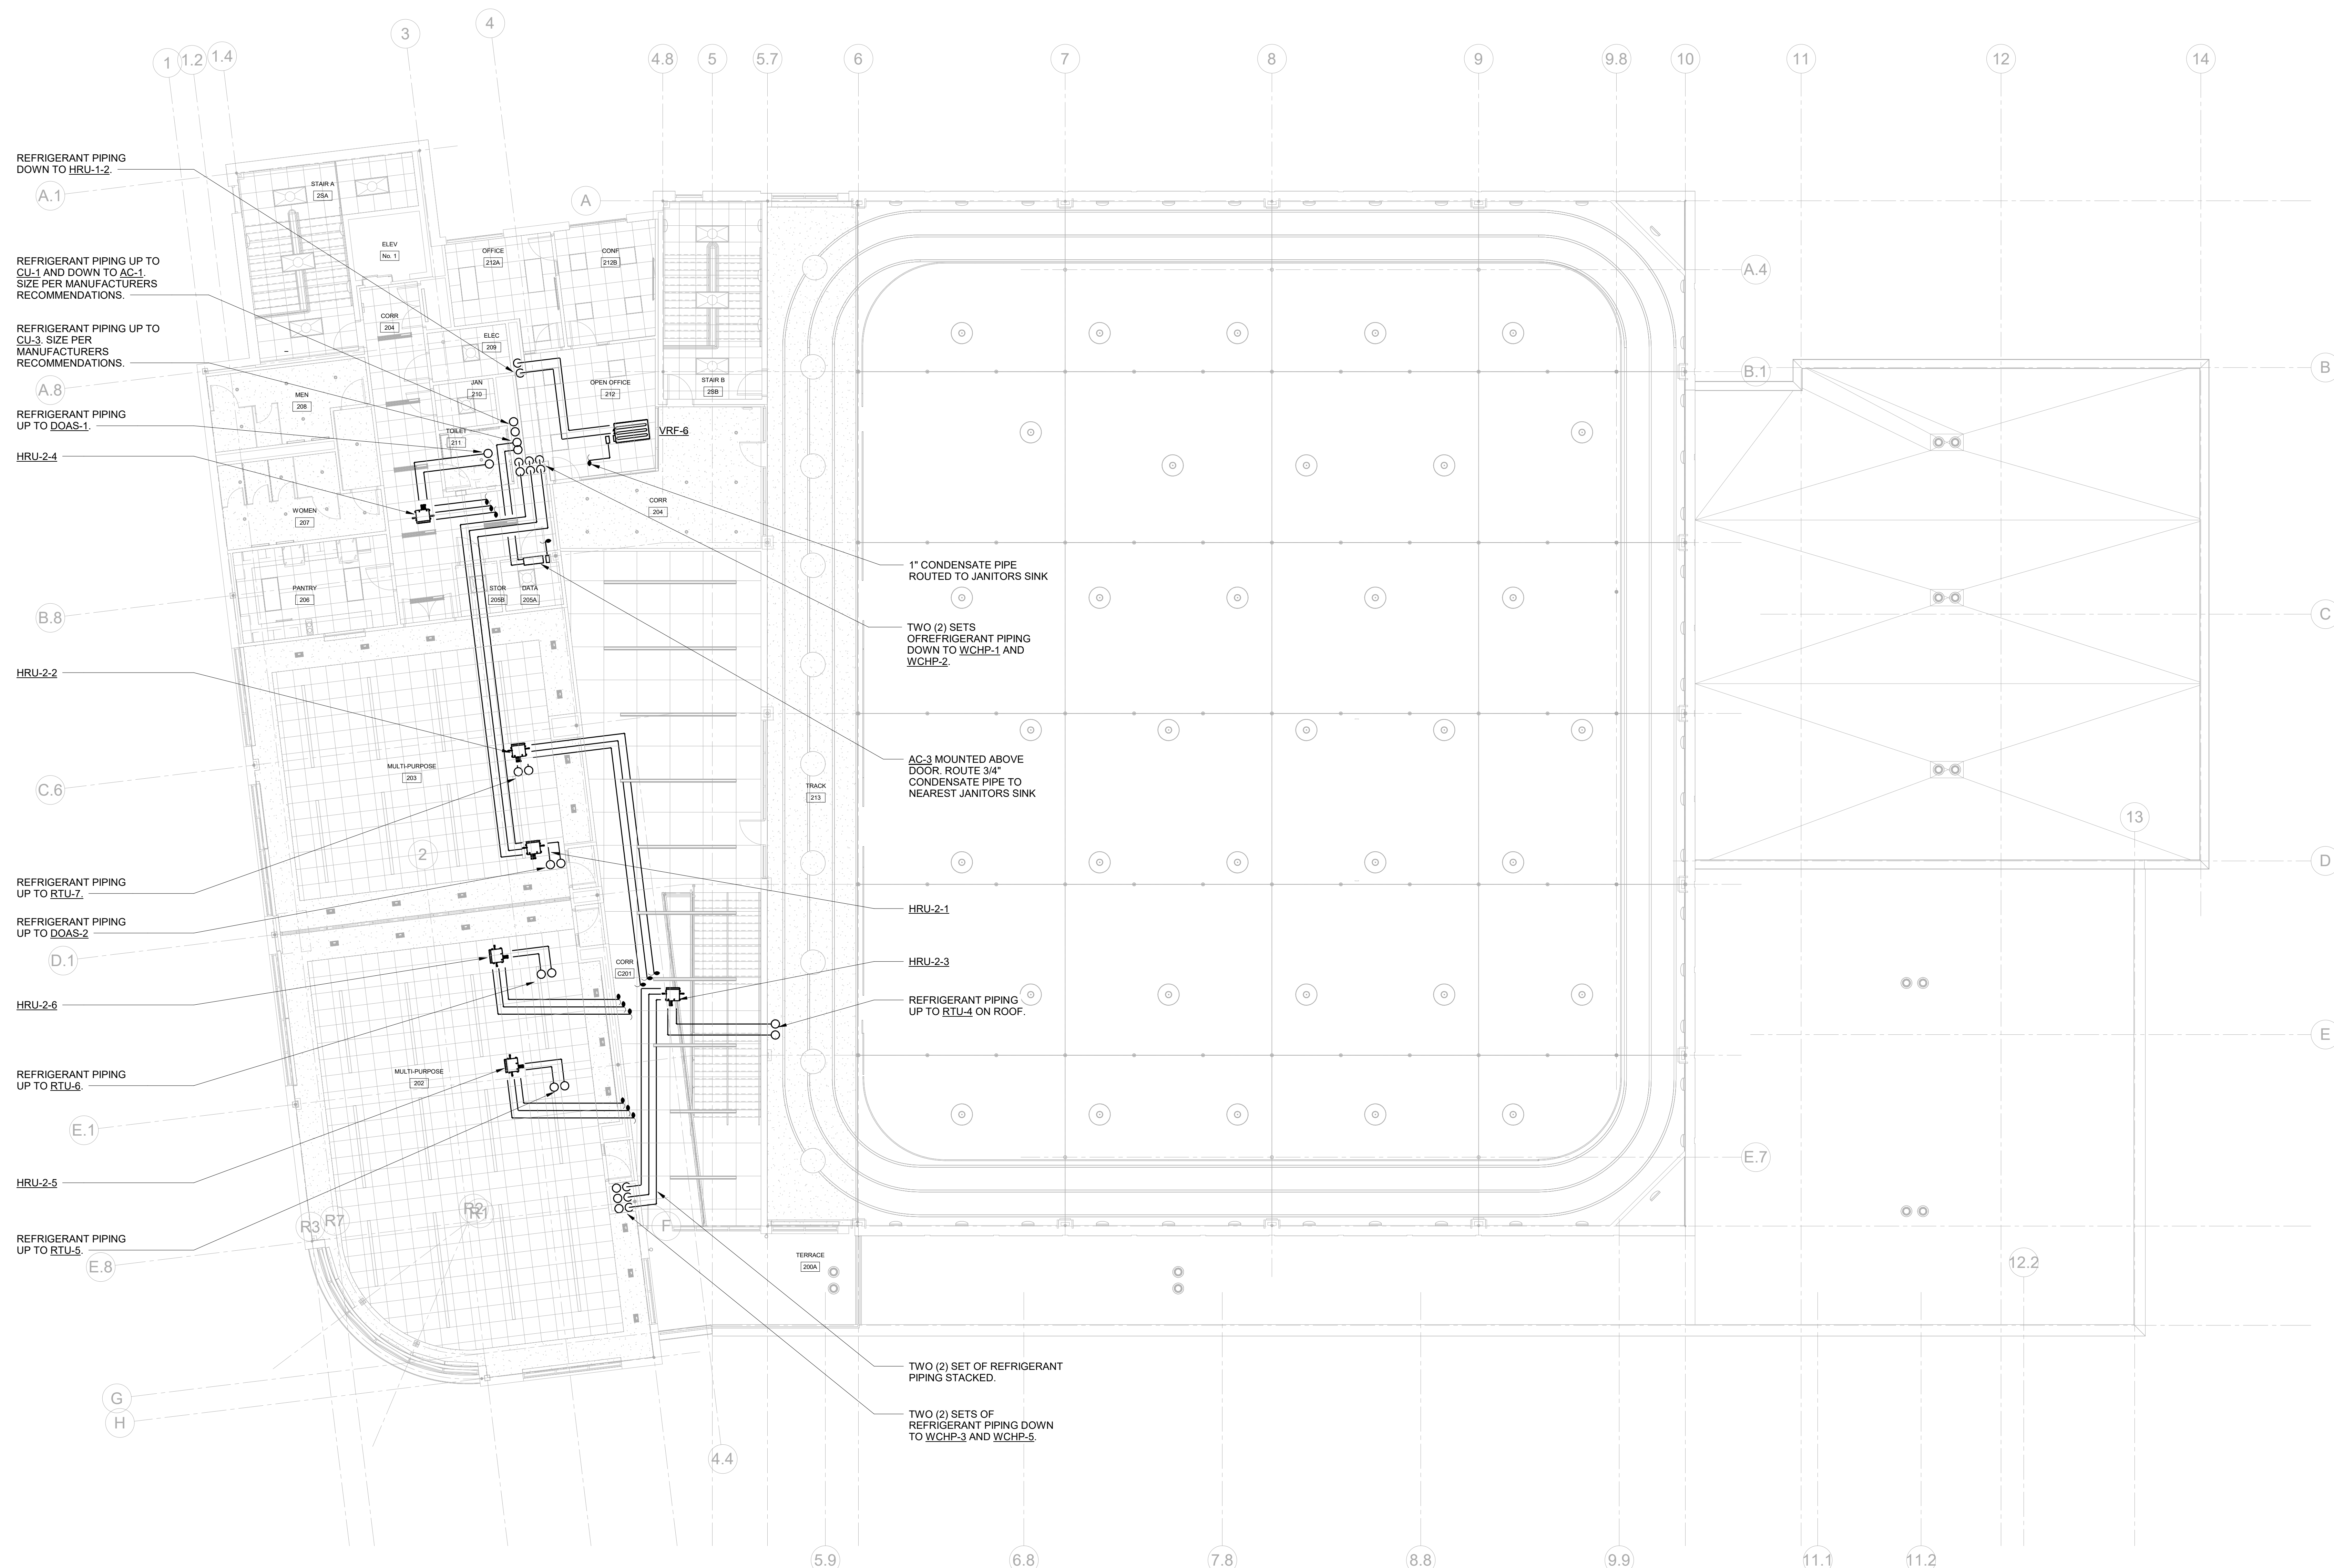 1
1.2
1.4
3
4
4.8
5
5.7
6
7
8
9
9.8
10
11
12
14
REFRIGERANT PIPING
DOWN TO HRU-1-2.
A.1
REFRIGERANT PIPING UP TO
CU-1 AND DOWN TO AC-1.
SIZE PER MANUFACTURERS
RECOMMENDATIONS.
REFRIGERANT PIPING UP TO
CU-3. SIZE PER
MANUFACTURERS
RECOMMENDATIONS.
A.8
REFRIGERANT PIPING
UP TO DOAS-1.
HRU-2-4
B.8
HRU-2-2
C.6
REFRIGERANT PIPING
UP TO RTU-7.
REFRIGERANT PIPING
UP TO DOAS-2
D.1
HRU-2-6
REFRIGERANT PIPING
UP TO RTU-6.
E.1
HRU-2-5
REFRIGERANT PIPING
UP TO RTU-5.
E.8
G
H
STAIR A
2SA
ELEV
No. 1
OFFICE
212A
CONF
212B
CORR
204
ELEC
209
JAN
210
OPEN OFFICE
212
STAIR B
2SB
MEN
208
TOILET
211
VRF-6
WOMEN
207
CORR
204
PANTRY
206
STOR
205B
DATA
205A
MULTI-PURPOSE
203
2
TRACK
213
CORR
C201
MULTI-PURPOSE
202
R3
R7
R2
R1
F
TERRACE
200A
4.4
A
A.4
B.1
B
C
D
E
E.7
13
12.2
1" CONDENSATE PIPE
ROUTED TO JANITORS SINK
TWO (2) SETS
OFREFRIGERANT PIPING
DOWN TO WCHP-1 AND
WCHP-2.
AC-3 MOUNTED ABOVE
DOOR. ROUTE 3/4"
CONDENSATE PIPE TO
NEAREST JANITORS SINK
HRU-2-1
HRU-2-3
REFRIGERANT PIPING
UP TO RTU-4 ON ROOF.
TWO (2) SET OF REFRIGERANT
PIPING STACKED.
TWO (2) SETS OF
REFRIGERANT PIPING DOWN
TO WCHP-3 AND WCHP-5.
5.9
6.8
7.8
8.8
9.9
11.1
11.2